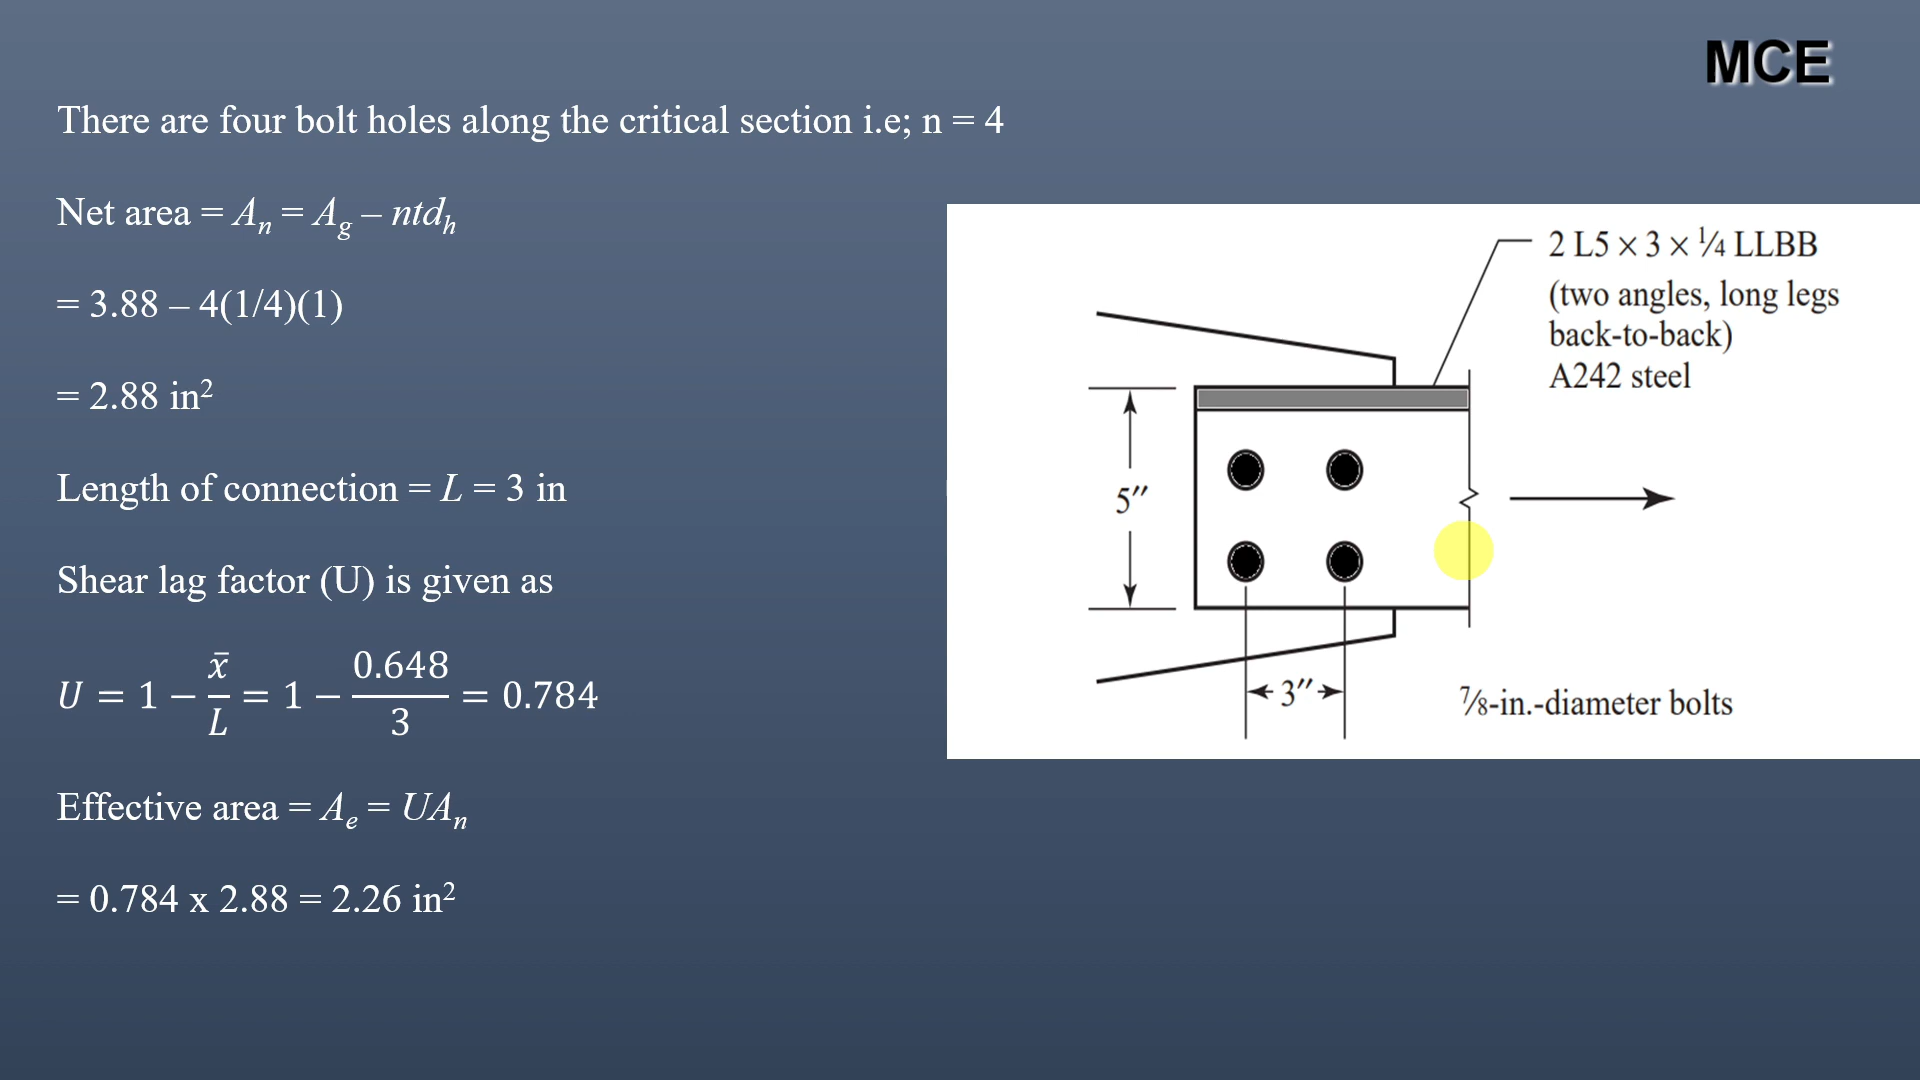 MCE
There are four bolt holes along the critical section i.e; n = 4
Net area = Aₙ = A_g – ntd_h
= 3.88 – 4(1/4)(1)
= 2.88 in²
Length of connection = L = 3 in
Shear lag factor (U) is given as
U = 1 − x̄/L = 1 − 0.648/3 = 0.784
Effective area = Aₑ = UAₙ
= 0.784 x 2.88 = 2.26 in²
2 L5 × 3 × ¼ LLBB
(two angles, long legs
back-to-back)
A242 steel
5″
3″
⅞-in.-diameter bolts